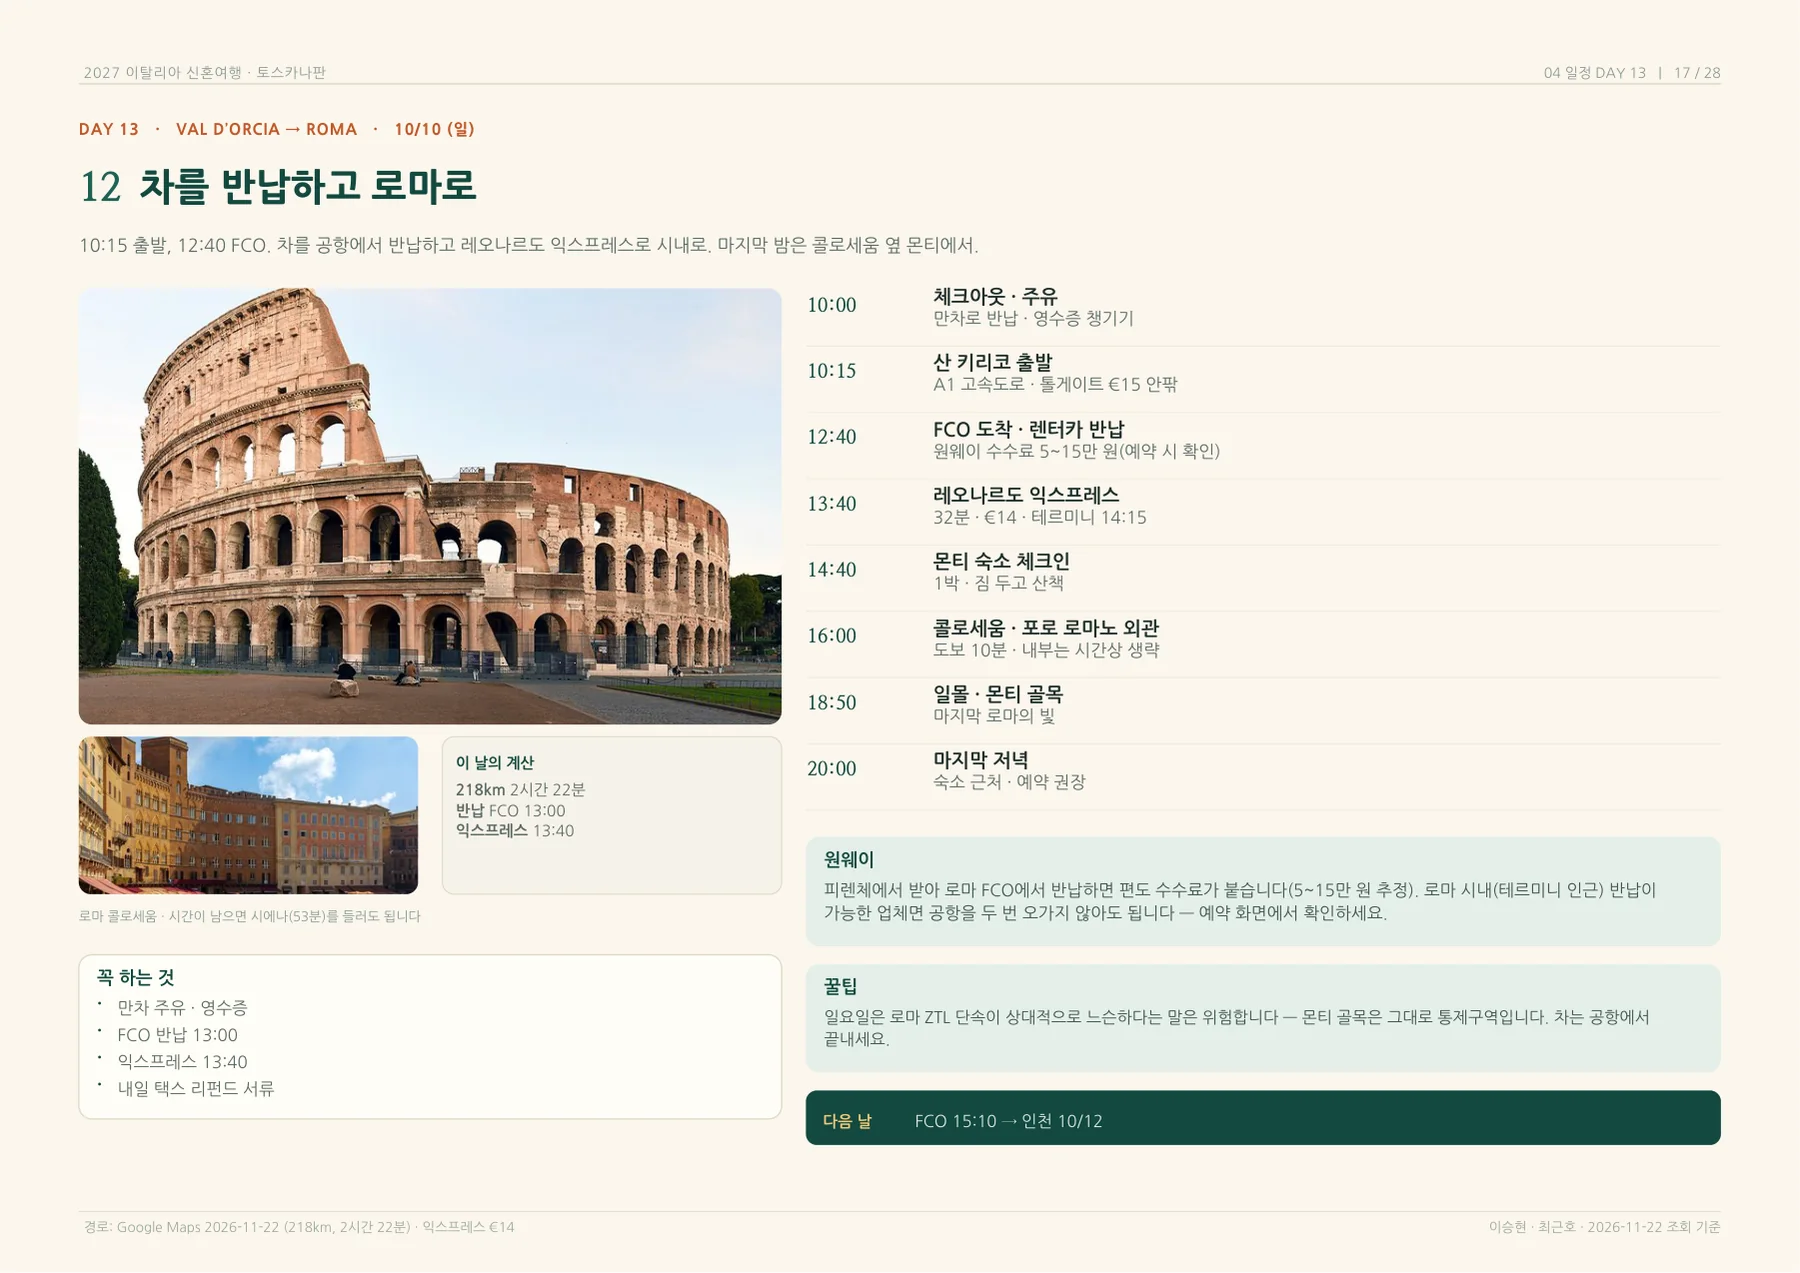 2027 이탈리아 신혼여행 · 토스카나판
04 일정 DAY 13 | 17 / 28
DAY 13 · VAL D'ORCIA → ROMA · 10/10 (일)
12 차를 반납하고 로마로
10:15 출발, 12:40 FCO. 차를 공항에서 반납하고 레오나르도 익스프레스로 시내로. 마지막 밤은 콜로세움 옆 몬티에서.
이 날의 계산
218km 2시간 22분
반납 FCO 13:00
익스프레스 13:40
로마 콜로세움 · 시간이 남으면 시에나(53분)를 들러도 됩니다
꼭 하는 것
· 만차 주유 · 영수증
· FCO 반납 13:00
· 익스프레스 13:40
· 내일 택스 리펀드 서류
10:00 체크아웃 · 주유
만차로 반납 · 영수증 챙기기
10:15 산 키리코 출발
A1 고속도로 · 톨게이트 €15 안팎
12:40 FCO 도착 · 렌터카 반납
원웨이 수수료 5~15만 원(예약 시 확인)
13:40 레오나르도 익스프레스
32분 · €14 · 테르미니 14:15
14:40 몬티 숙소 체크인
1박 · 짐 두고 산책
16:00 콜로세움 · 포로 로마노 외관
도보 10분 · 내부는 시간상 생략
18:50 일몰 · 몬티 골목
마지막 로마의 빛
20:00 마지막 저녁
숙소 근처 · 예약 권장
원웨이
피렌체에서 받아 로마 FCO에서 반납하면 편도 수수료가 붙습니다(5~15만 원 추정). 로마 시내(테르미니 인근) 반납이
가능한 업체면 공항을 두 번 오가지 않아도 됩니다 — 예약 화면에서 확인하세요.
꿀팁
일요일은 로마 ZTL 단속이 상대적으로 느슨하다는 말은 위험합니다 — 몬티 골목은 그대로 통제구역입니다. 차는 공항에서
끝내세요.
다음 날 FCO 15:10 → 인천 10/12
경로: Google Maps 2026-11-22 (218km, 2시간 22분) · 익스프레스 €14
이승현 · 최근호 · 2026-11-22 조회 기준